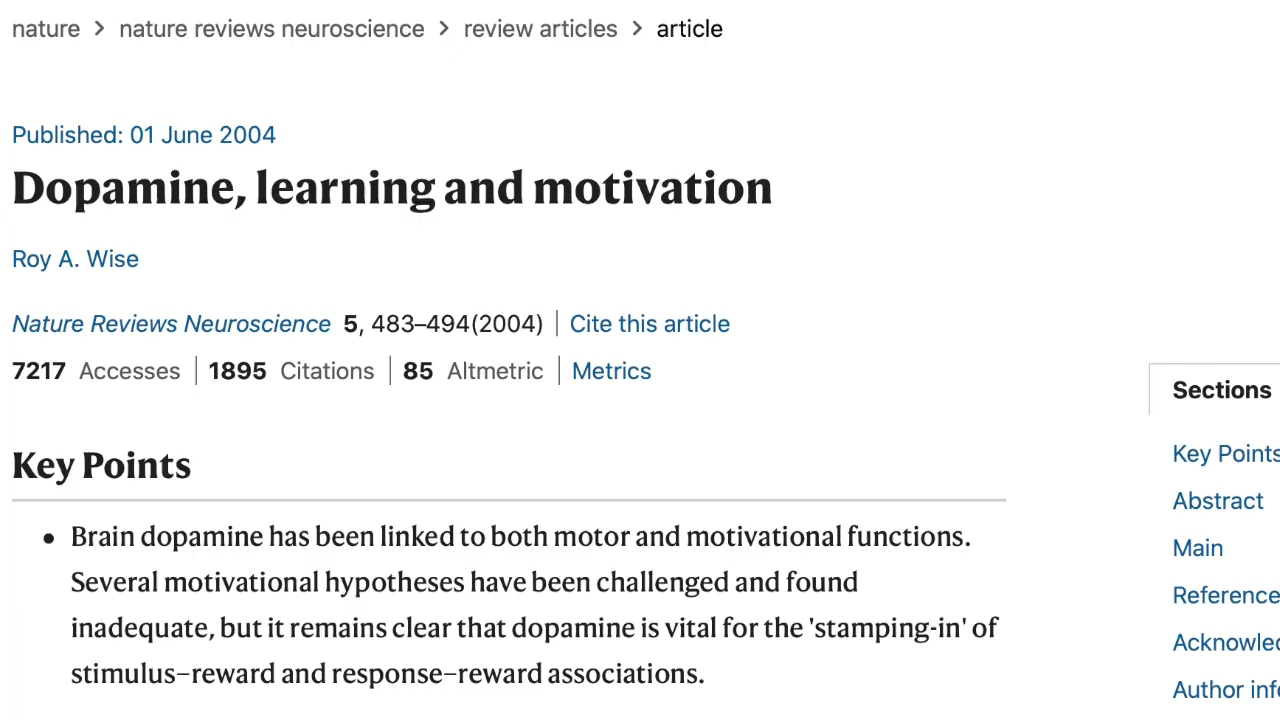 nature > nature reviews neuroscience > review articles > article
Published: 01 June 2004
Dopamine, learning and motivation
Roy A. Wise
Nature Reviews Neuroscience 5, 483–494(2004) | Cite this article
7217 Accesses | 1895 Citations | 85 Altmetric | Metrics
Sections
Key Points
Key Points
Abstract
Main
Reference
Acknowled
Author inf
• Brain dopamine has been linked to both motor and motivational functions.
Several motivational hypotheses have been challenged and found
inadequate, but it remains clear that dopamine is vital for the 'stamping-in' of
stimulus–reward and response–reward associations.